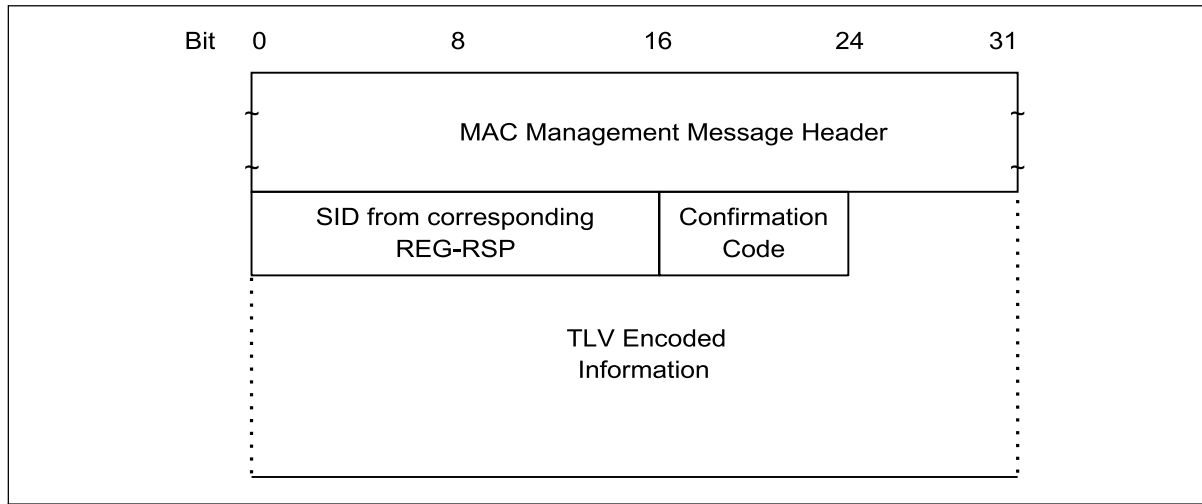 Bit 0 8 16 24 31
~ ~
MAC Management Message Header
~ ~
SID from corresponding Confirmation
REG-RSP Code
TLV Encoded
Information